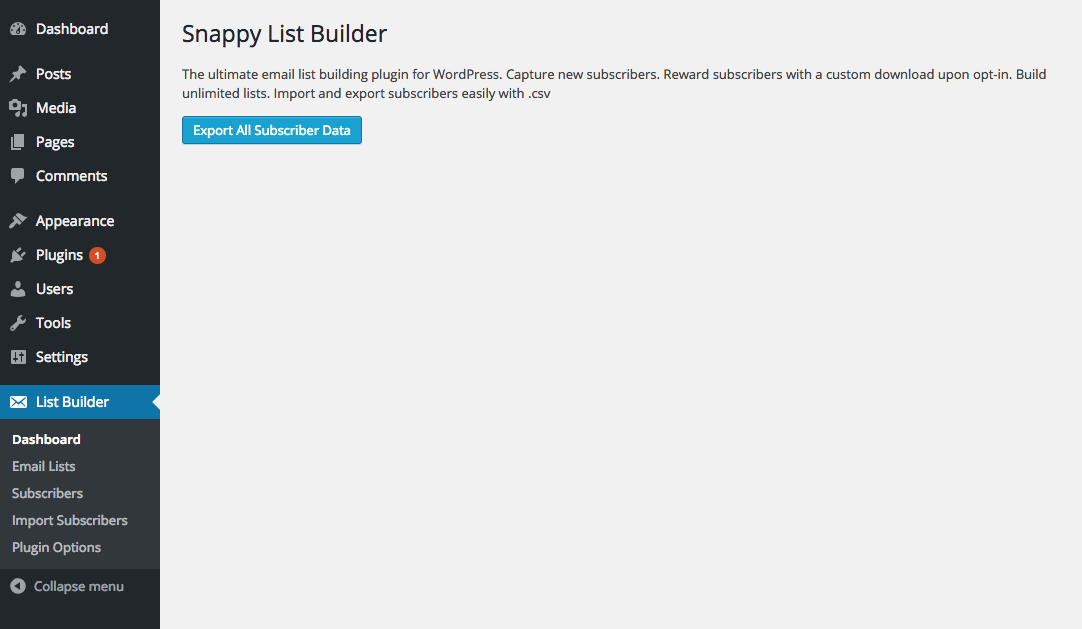 Dashboard
Posts
Media
Pages
Comments
Appearance
Plugins 1
Users
Tools
Settings
List Builder
Dashboard
Email Lists
Subscribers
Import Subscribers
Plugin Options
Collapse menu
Snappy List Builder
The ultimate email list building plugin for WordPress. Capture new subscribers. Reward subscribers with a custom download upon opt-in. Build
unlimited lists. Import and export subscribers easily with .csv
Export All Subscriber Data